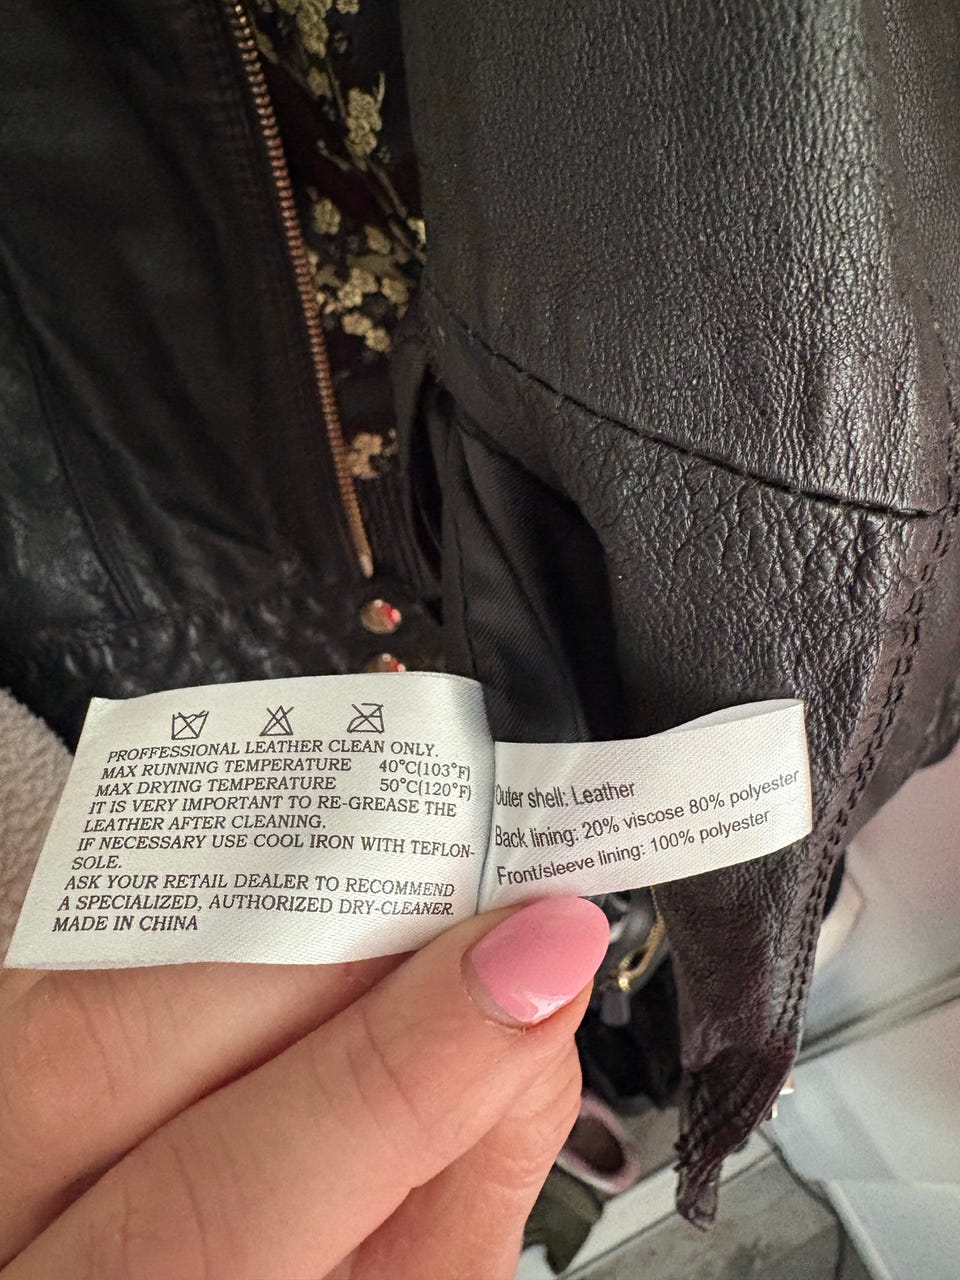 PROFFESSIONAL LEATHER CLEAN ONLY.
MAX RUNNING TEMPERATURE 40°C(103°F)
MAX DRYING TEMPERATURE 50°C(120°F)
IT IS VERY IMPORTANT TO RE-GREASE THE
LEATHER AFTER CLEANING.
IF NECESSARY USE COOL IRON WITH TEFLON-
SOLE.
ASK YOUR RETAIL DEALER TO RECOMMEND
A SPECIALIZED, AUTHORIZED DRY-CLEANER.
MADE IN CHINA
Outer shell: Leather
Back lining: 20% viscose 80% polyester
Front/sleeve lining: 100% polyester